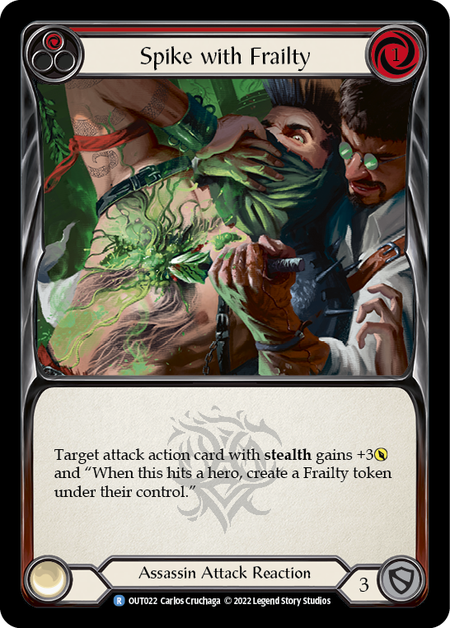 Spike with Frailty
1
Target attack action card with stealth gains +3
and “When this hits a hero, create a Frailty token
under their control.”
Assassin Attack Reaction
3
R OUT022 Carlos Cruchaga © 2022 Legend Story Studios